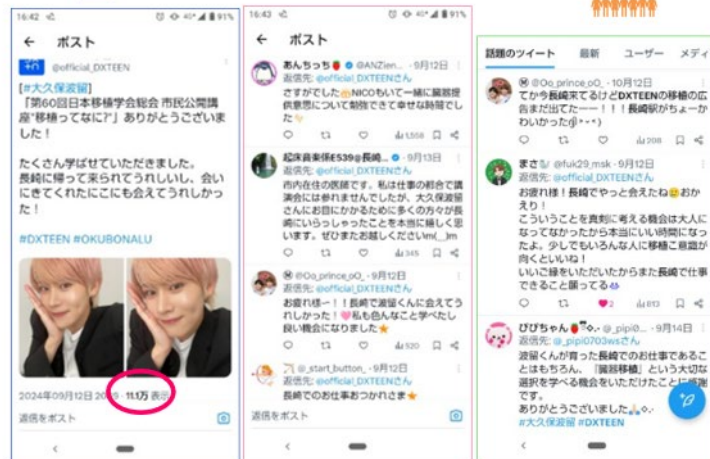 16:42
91%
← ポスト
@official_DXTEEN
[#大久保波留]
「第60回日本移植学会総会 市民公開講
座"移植ってなに?"」ありがとうございま
した！
たくさん学ばせていただきました。
長崎に帰って来られてうれしいし、会い
にきてくれたにこにも会えてうれしかっ
た！
#DXTEEN #OKUBONALU
2024年09月12日
11.1万 表示
返信をポスト
16:43
91%
← ポスト
あんちっち @ANZien... · 9月12日
返信先: @official_DXTEENさん
さすがでした NICOもいて一緒に臓器提
供意思について勉強できて幸せな時間でし
た
1,558
起床音楽係E539@長崎... · 9月13日
返信先: @official_DXTEENさん
市内在住の医師です。私は仕事の都合で講
演会には参れませんでしたが、大久保波留
さんにお目にかかるために多くの方々が長
崎にいらっしゃったことを本当に嬉しく思
います。ぜひまたお越しくださいm(__)m
345
@Oo_prince_oO_ · 9月12日
返信先: @official_DXTEENさん
お疲れ様ー！！長崎で波留くんに会えてう
れしかった！ 私も色んなこと学べたし
良い機会になりました
520
@_start_button_ · 9月12日
返信先: @official_DXTEENさん
長崎でのお仕事おつかれさま
返信をポスト
話題のツイート 最新 ユーザー メディ
@Oo_prince_oO_ · 10月12日
てか今長崎来てるけどDXTEENの移植の広
告まだ出てたー！！！長崎駅がちょーか
わいかった
208
まさ @fuk29_msk · 9月12日
返信先: @official_DXTEENさん
お疲れ様！長崎でやっと会えたね おか
えり！
こういうことを真剣に考える機会は大人に
なってなかったから本当にいい時間になっ
たよ。少しでもいろんな人に移植こ意識が
向くといいね！
いいご縁をいただいたからまた長崎で仕事
できること願ってる
2
813
ぴぴちゃん @_pipi0... · 9月14日
返信先: @_pipi0703wsさん
波留くんが育った長崎でのお仕事であるこ
とはもちろん、「臓器移植」という大切な
選択を学べる機会をいただけたことに感謝
です。
ありがとうございました
#大久保波留 #DXTEEN